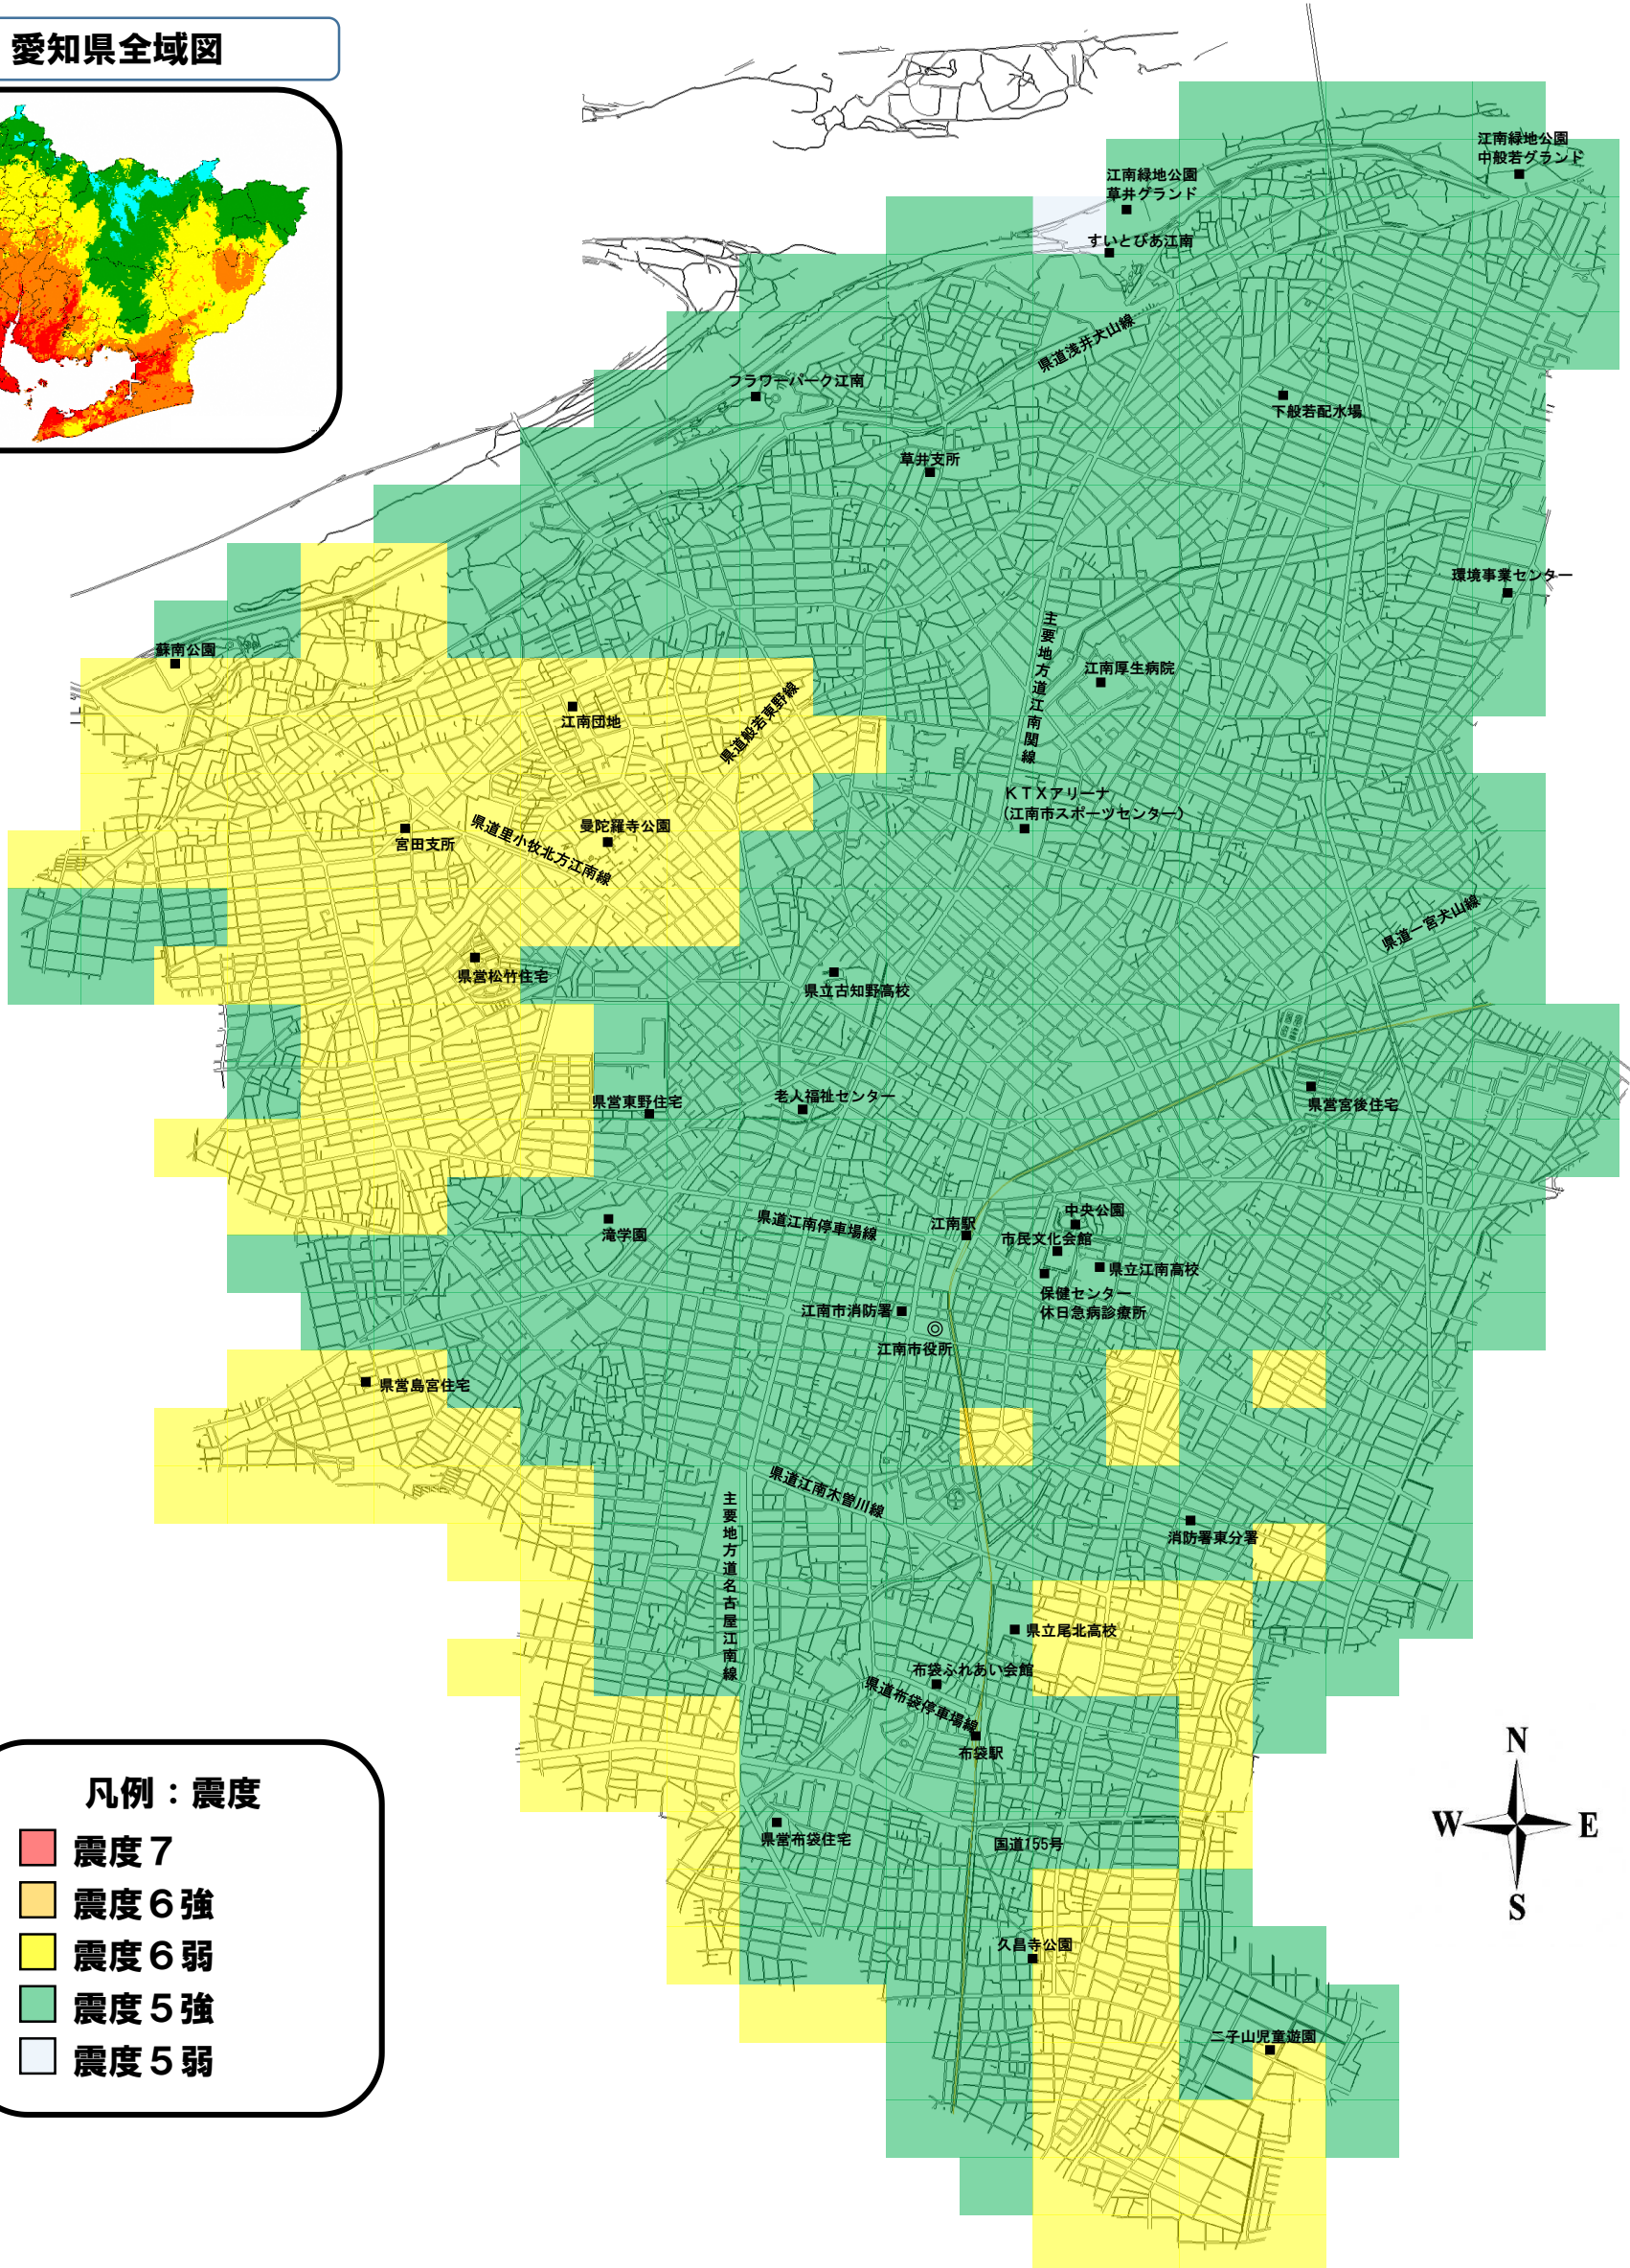 愛知県全域図
江南緑地公園
中般若グランド
江南緑地公園
草井グランド
すいとぴあ江南
県道浅井犬山線
フラワーパーク江南
下般若配水場
草井支所
環境事業センター
蘇南公園
主要地方道江南関線
江南厚生病院
江南団地
県道般若東野線
KTXアリーナ
(江南市スポーツセンター)
宮田支所
県道里小牧北方江南線
曼陀羅寺公園
県道一宮犬山線
県営松竹住宅
県立古知野高校
県営東野住宅
老人福祉センター
県営宮後住宅
滝学園
県道江南停車場線
江南駅
中央公園
市民文化会館
県立江南高校
保健センター
休日急病診療所
江南市消防署
江南市役所
県営島宮住宅
県道江南木曽川線
主要地方道名古屋江南線
消防署東分署
県立尾北高校
布袋ふれあい会館
県道布袋停車場線
布袋駅
県営布袋住宅
国道155号
久昌寺公園
二子山児童遊園
凡例:震度
震度7
震度6強
震度6弱
震度5強
震度5弱
N
W
E
S